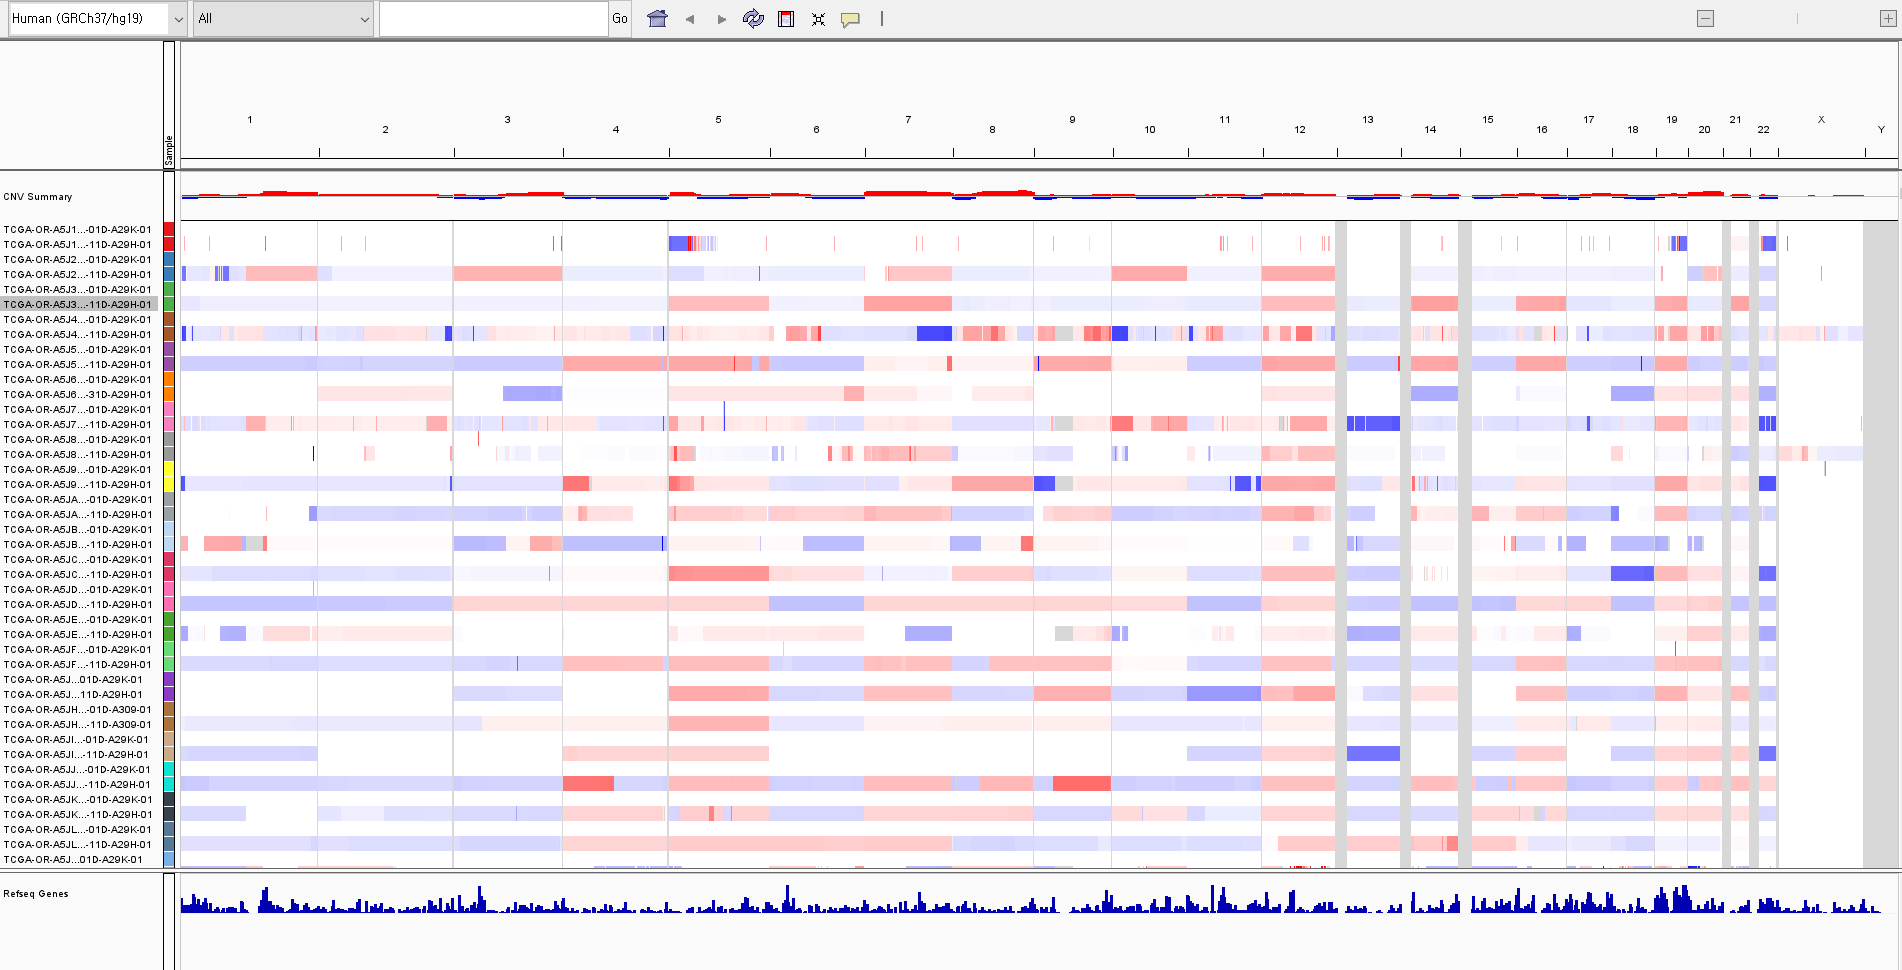 Human (GRCh37/hg19) All Go
1 2 3 4 5 6 7 8 9 10 11 12 13 14 15 16 17 18 19 20 21 22 X Y
Sample
CNV Summary
TCGA-OR-A5J1...-01D-A29K-01
TCGA-OR-A5J1...-11D-A29H-01
TCGA-OR-A5J2...-01D-A29K-01
TCGA-OR-A5J2...-11D-A29H-01
TCGA-OR-A5J3...-01D-A29K-01
TCGA-OR-A5J3...-11D-A29H-01
TCGA-OR-A5J4...-01D-A29K-01
TCGA-OR-A5J4...-11D-A29H-01
TCGA-OR-A5J5...-01D-A29K-01
TCGA-OR-A5J5...-11D-A29H-01
TCGA-OR-A5J6...-01D-A29K-01
TCGA-OR-A5J6...-31D-A29H-01
TCGA-OR-A5J7...-01D-A29K-01
TCGA-OR-A5J7...-11D-A29H-01
TCGA-OR-A5J8...-01D-A29K-01
TCGA-OR-A5J8...-11D-A29H-01
TCGA-OR-A5J9...-01D-A29K-01
TCGA-OR-A5J9...-11D-A29H-01
TCGA-OR-A5JA...-01D-A29K-01
TCGA-OR-A5JA...-11D-A29H-01
TCGA-OR-A5JB...-01D-A29K-01
TCGA-OR-A5JB...-11D-A29H-01
TCGA-OR-A5JC...-01D-A29K-01
TCGA-OR-A5JC...-11D-A29H-01
TCGA-OR-A5JD...-01D-A29K-01
TCGA-OR-A5JD...-11D-A29H-01
TCGA-OR-A5JE...-01D-A29K-01
TCGA-OR-A5JE...-11D-A29H-01
TCGA-OR-A5JF...-01D-A29K-01
TCGA-OR-A5JF...-11D-A29H-01
TCGA-OR-A5J...01D-A29K-01
TCGA-OR-A5J...11D-A29H-01
TCGA-OR-A5JH...-01D-A309-01
TCGA-OR-A5JH...-11D-A309-01
TCGA-OR-A5JI...-01D-A29K-01
TCGA-OR-A5JI...-11D-A29H-01
TCGA-OR-A5JJ...-01D-A29K-01
TCGA-OR-A5JJ...-11D-A29H-01
TCGA-OR-A5JK...-01D-A29K-01
TCGA-OR-A5JK...-11D-A29H-01
TCGA-OR-A5JL...-01D-A29K-01
TCGA-OR-A5JL...-11D-A29H-01
TCGA-OR-A5J...01D-A29K-01
Refseq Genes